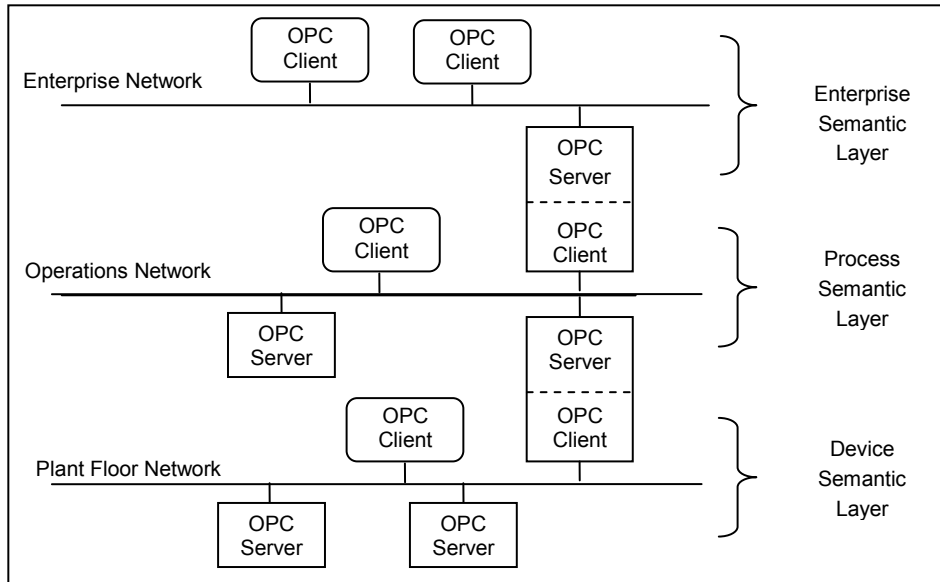 OPC
Client
OPC
Client
Enterprise Network
Enterprise
Semantic
Layer
OPC
Server
OPC
Client
OPC
Client
Operations Network
Process
Semantic
Layer
OPC
Server
OPC
Server
OPC
Client
OPC
Client
Plant Floor Network
Device
Semantic
Layer
OPC
Server
OPC
Server